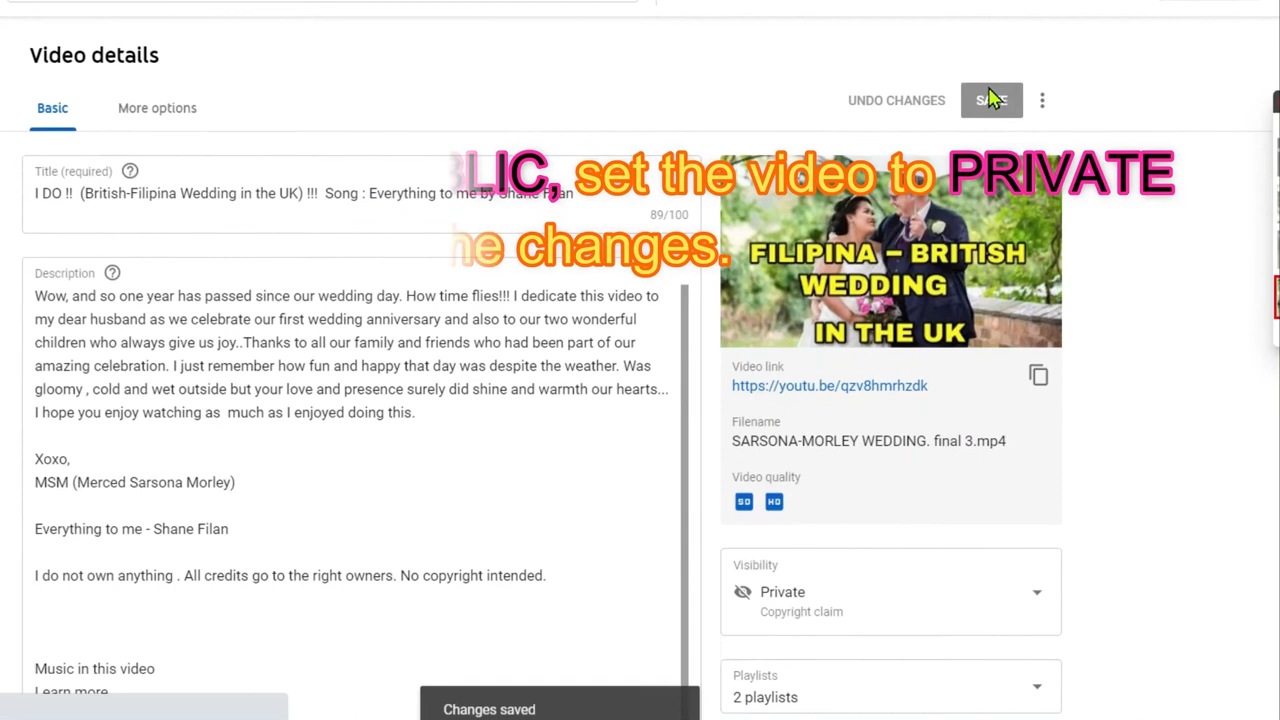 Video details
UNDO CHANGES
Basic
More options
LIC, set the video to PRIVATE
he changes.
Title (required)
I DO !! (British-Filipina Wedding in the UK) !!! Song : Everything to me by Shane Filan
89/100
Description
Wow, and so one year has passed since our wedding day. How time flies!!! I dedicate this video to
my dear husband as we celebrate our first wedding anniversary and also to our two wonderful
children who always give us joy..Thanks to all our family and friends who had been part of our
amazing celebration. I just remember how fun and happy that day was despite the weather. Was
gloomy , cold and wet outside but your love and presence surely did shine and warmth our hearts...
I hope you enjoy watching as much as I enjoyed doing this.
Xoxo,
MSM (Merced Sarsona Morley)
Everything to me - Shane Filan
I do not own anything . All credits go to the right owners. No copyright intended.
Music in this video
Learn more
FILIPINA – BRITISH
WEDDING
IN THE UK
Video link
https://youtu.be/qzv8hmrhzdk
Filename
SARSONA-MORLEY WEDDING. final 3.mp4
Video quality
SD HD
Visibility
Private
Copyright claim
Playlists
2 playlists
Changes saved